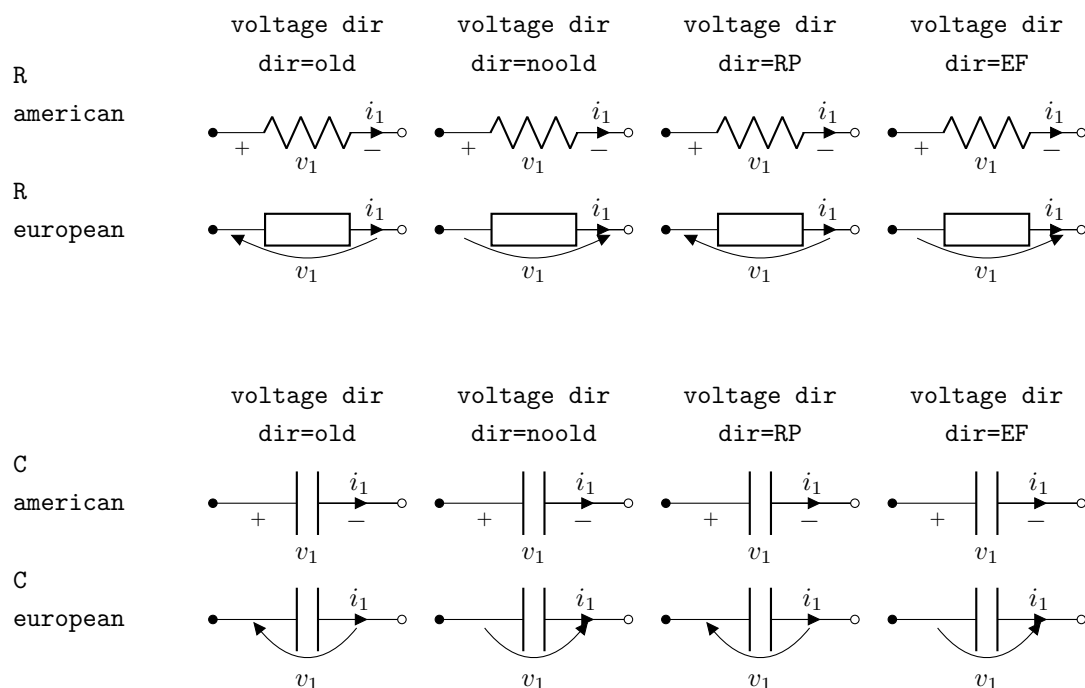 voltage dir voltage dir voltage dir voltage dir
dir=old dir=noold dir=RP dir=EF
R
american
i₁ i₁ i₁ i₁
+ − + − + − + −
v₁ v₁ v₁ v₁
R
european
i₁ i₁ i₁ i₁
v₁ v₁ v₁ v₁
voltage dir voltage dir voltage dir voltage dir
dir=old dir=noold dir=RP dir=EF
C
american
i₁ i₁ i₁ i₁
+ − + − + − + −
v₁ v₁ v₁ v₁
C
european
i₁ i₁ i₁ i₁
v₁ v₁ v₁ v₁